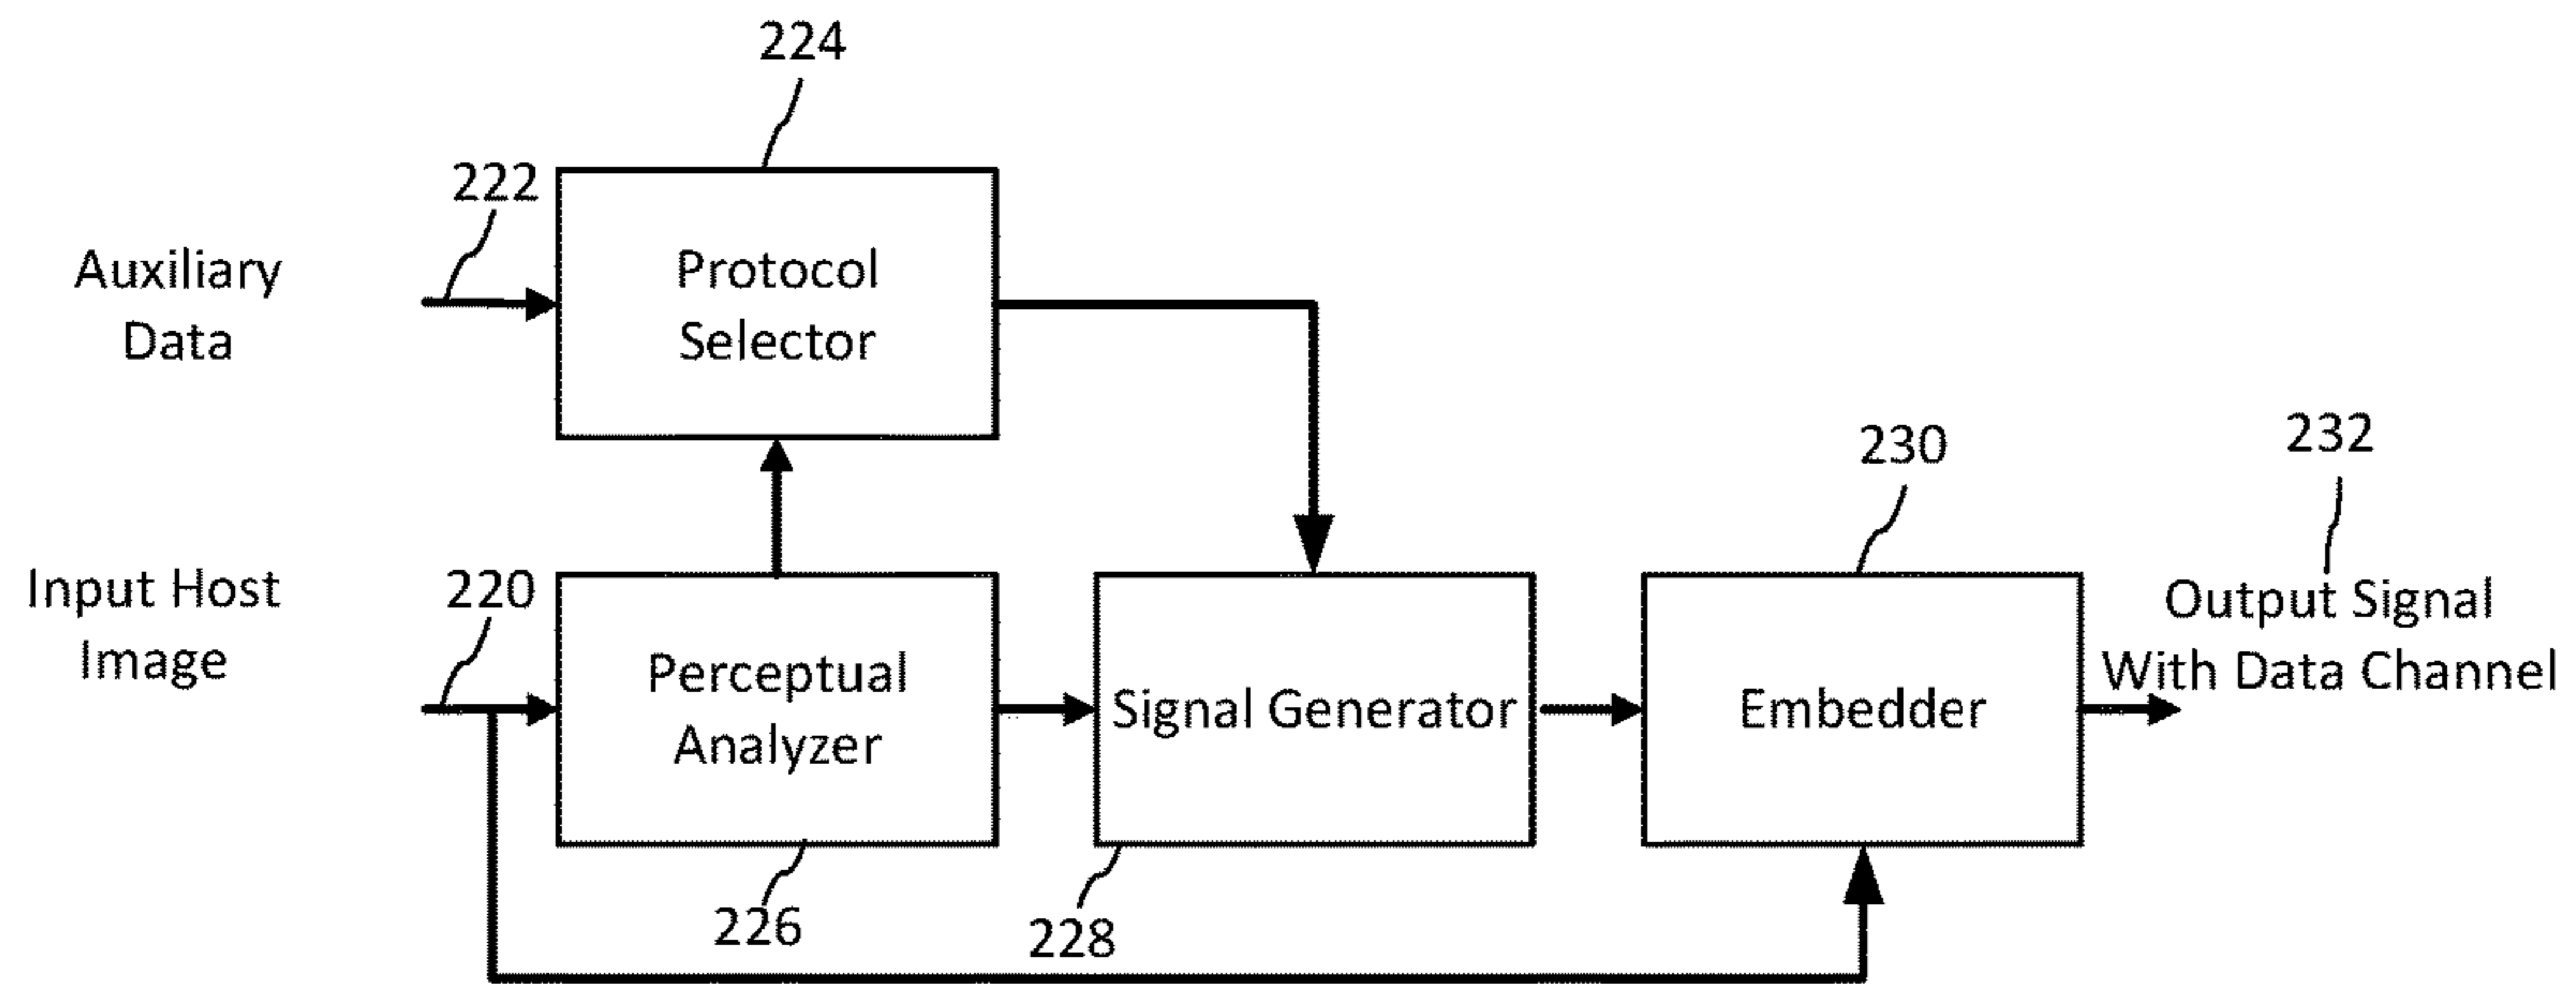 224
222
Auxiliary
Data
Protocol
Selector
230
232
Input Host
Image
220
Perceptual
Analyzer
Signal Generator
Embedder
Output Signal
With Data Channel
226
228